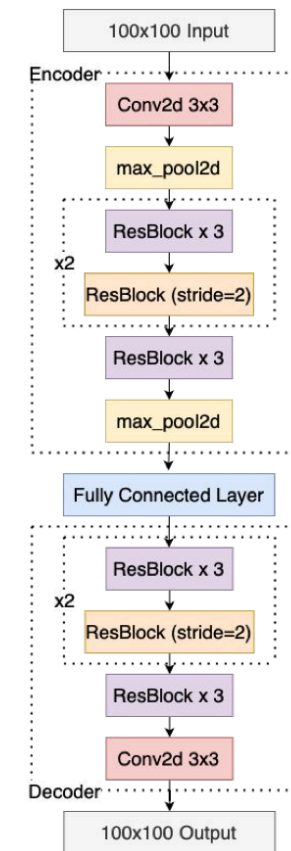 100x100 Input
Encoder
Conv2d 3x3
max_pool2d
ResBlock x 3
x2
ResBlock (stride=2)
ResBlock x 3
max_pool2d
Fully Connected Layer
ResBlock x 3
x2
ResBlock (stride=2)
ResBlock x 3
Conv2d 3x3
Decoder
100x100 Output